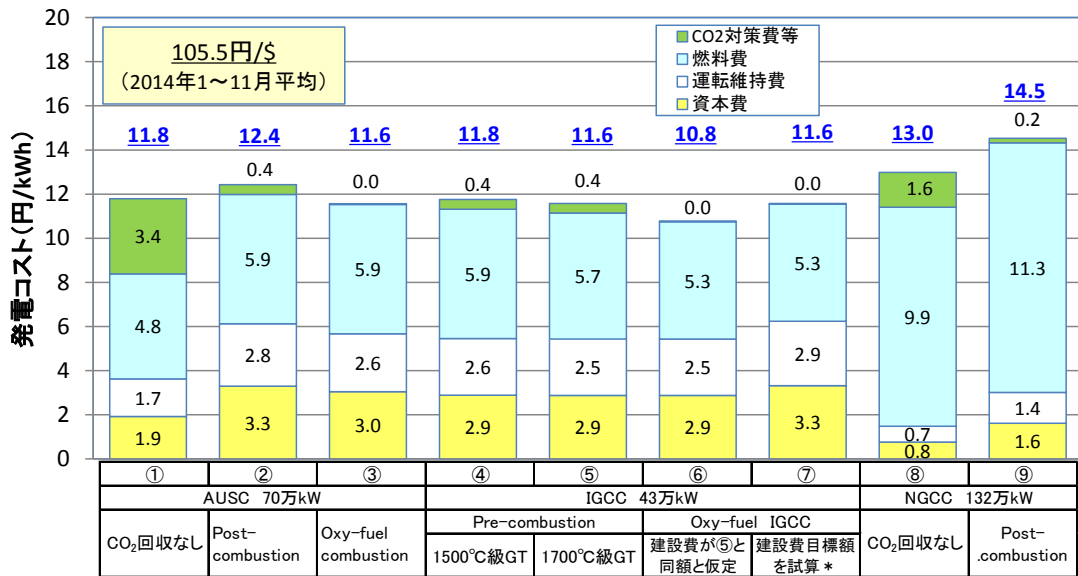 105.5円/$
（2014年1～11月平均）
CO2対策費等
燃料費
運転維持費
資本費
発電コスト（円/kWh）
20
18
16
14
12
10
8
6
4
2
0
11.8
12.4
11.6
11.8
11.6
10.8
11.6
13.0
14.5
3.4
4.8
1.7
1.9
0.4
5.9
2.8
3.3
0.0
5.9
2.6
3.0
0.4
5.9
2.6
2.9
0.4
5.7
2.5
2.9
0.0
5.3
2.5
2.9
0.0
5.3
2.9
3.3
1.6
9.9
0.7
0.8
0.2
11.3
1.4
1.6
① ② ③ ④ ⑤ ⑥ ⑦ ⑧ ⑨
AUSC 70万kW IGCC 43万kW NGCC 132万kW
CO₂回収なし
Post-
combustion
Oxy-fuel
combustion
Pre-combustion
1500℃級GT
1700℃級GT
Oxy-fuel IGCC
建設費が⑤と
同額と仮定
建設費目標額
を試算＊
CO₂回収なし
Post-
.combustion